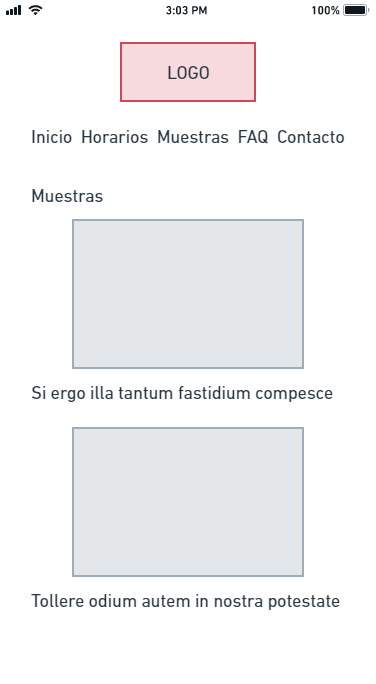 3:03 PM 100%
LOGO
Inicio Horarios Muestras FAQ Contacto
Muestras
Si ergo illa tantum fastidium compesce
Tollere odium autem in nostra potestate